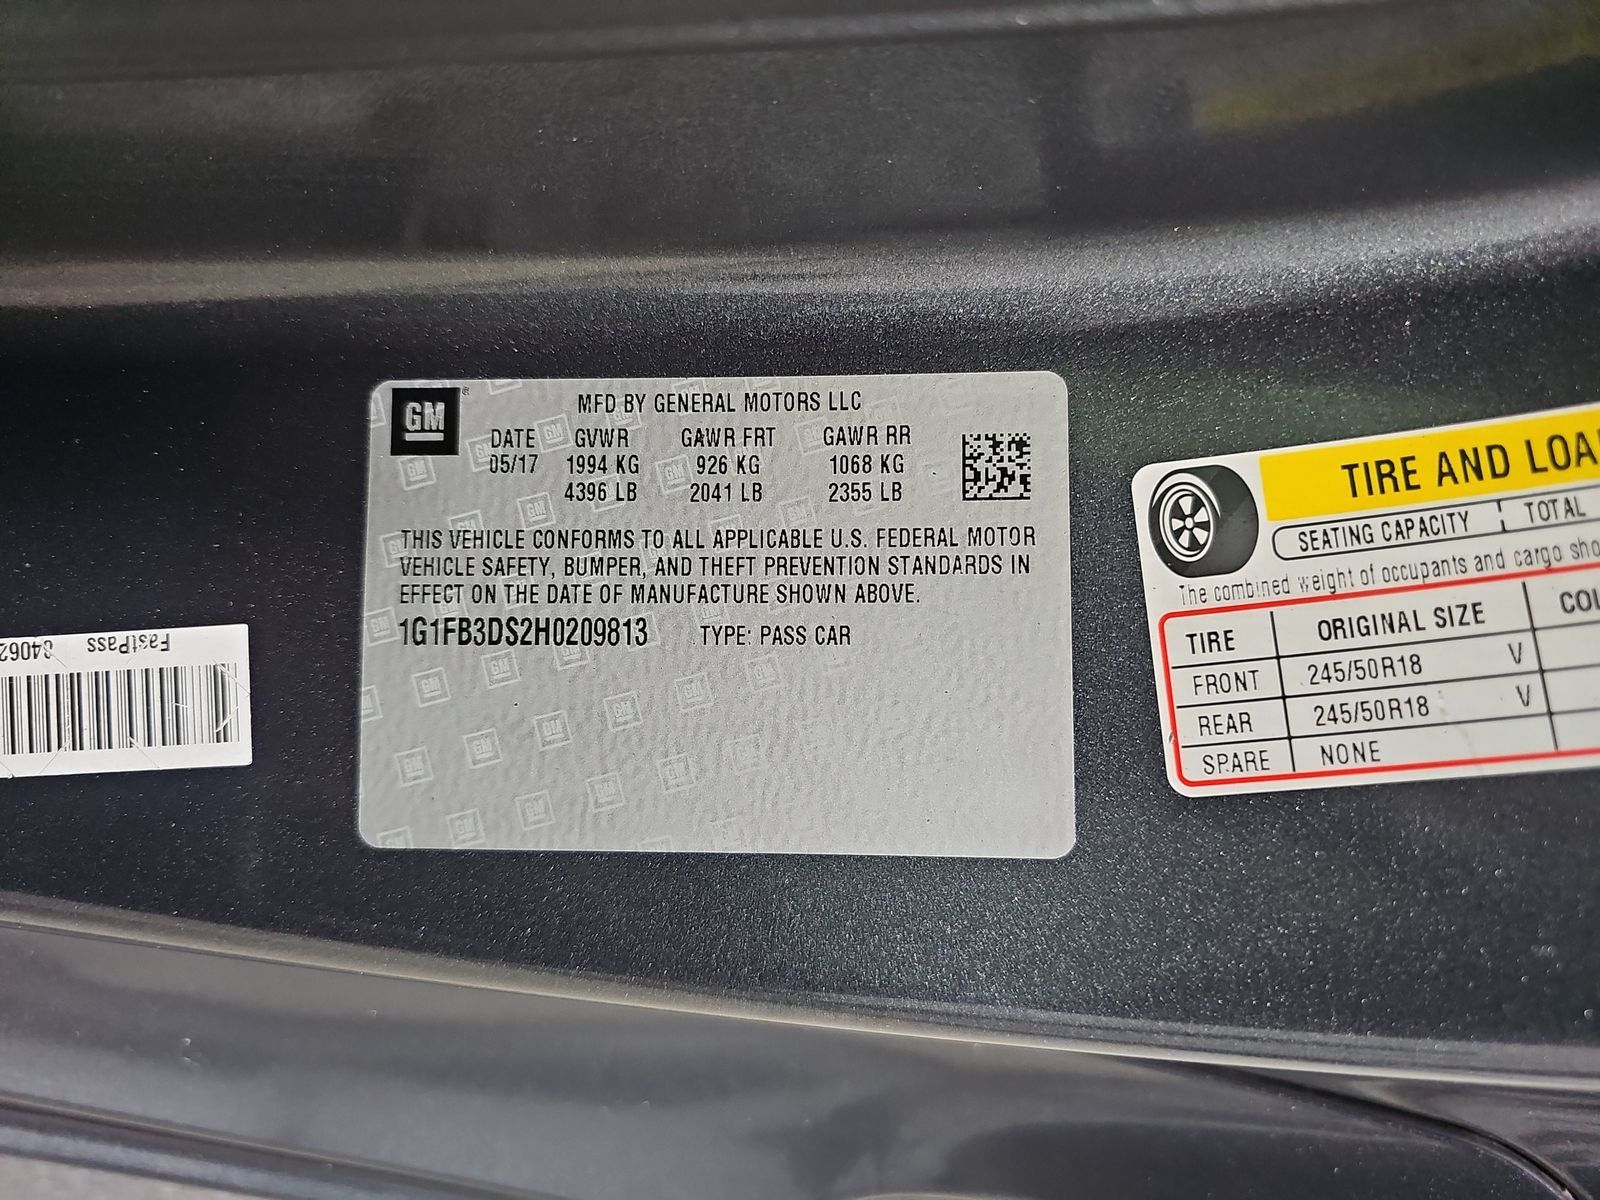 GM
MFD BY GENERAL MOTORS LLC
DATE GVWR GAWR FRT GAWR RR
05/17 1994 KG 926 KG 1068 KG
4396 LB 2041 LB 2355 LB
THIS VEHICLE CONFORMS TO ALL APPLICABLE U.S. FEDERAL MOTOR
VEHICLE SAFETY, BUMPER, AND THEFT PREVENTION STANDARDS IN
EFFECT ON THE DATE OF MANUFACTURE SHOWN ABOVE.
1G1FB3DS2H0209813 TYPE: PASS CAR
FastPass
TIRE AND LOA
SEATING CAPACITY TOTAL
The combined weight of occupants and cargo sho
TIRE ORIGINAL SIZE COL
FRONT 245/50R18 V
REAR 245/50R18 V
SPARE NONE